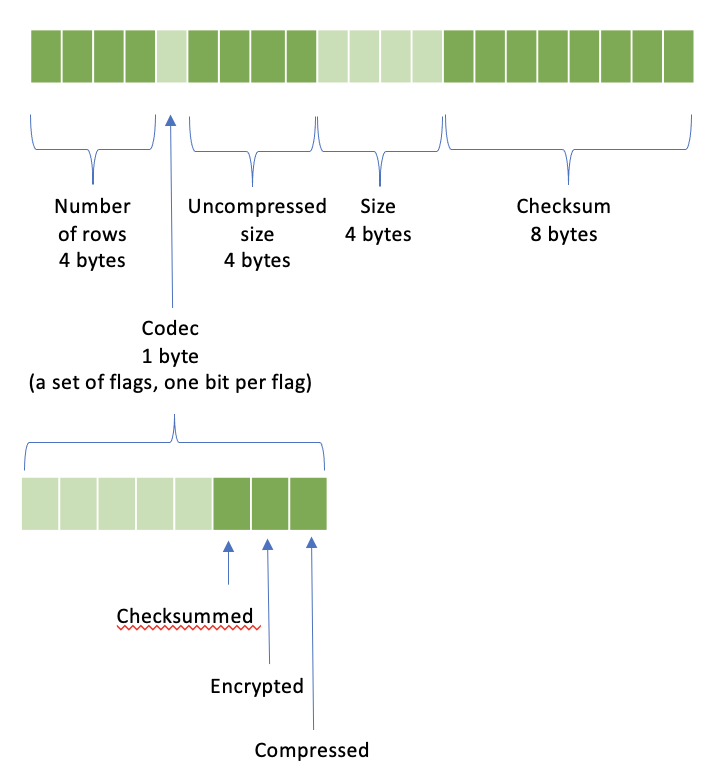 Number
of rows
4 bytes
Uncompressed
size
4 bytes
Size
4 bytes
Checksum
8 bytes
Codec
1 byte
(a set of flags, one bit per flag)
Checksummed
Encrypted
Compressed